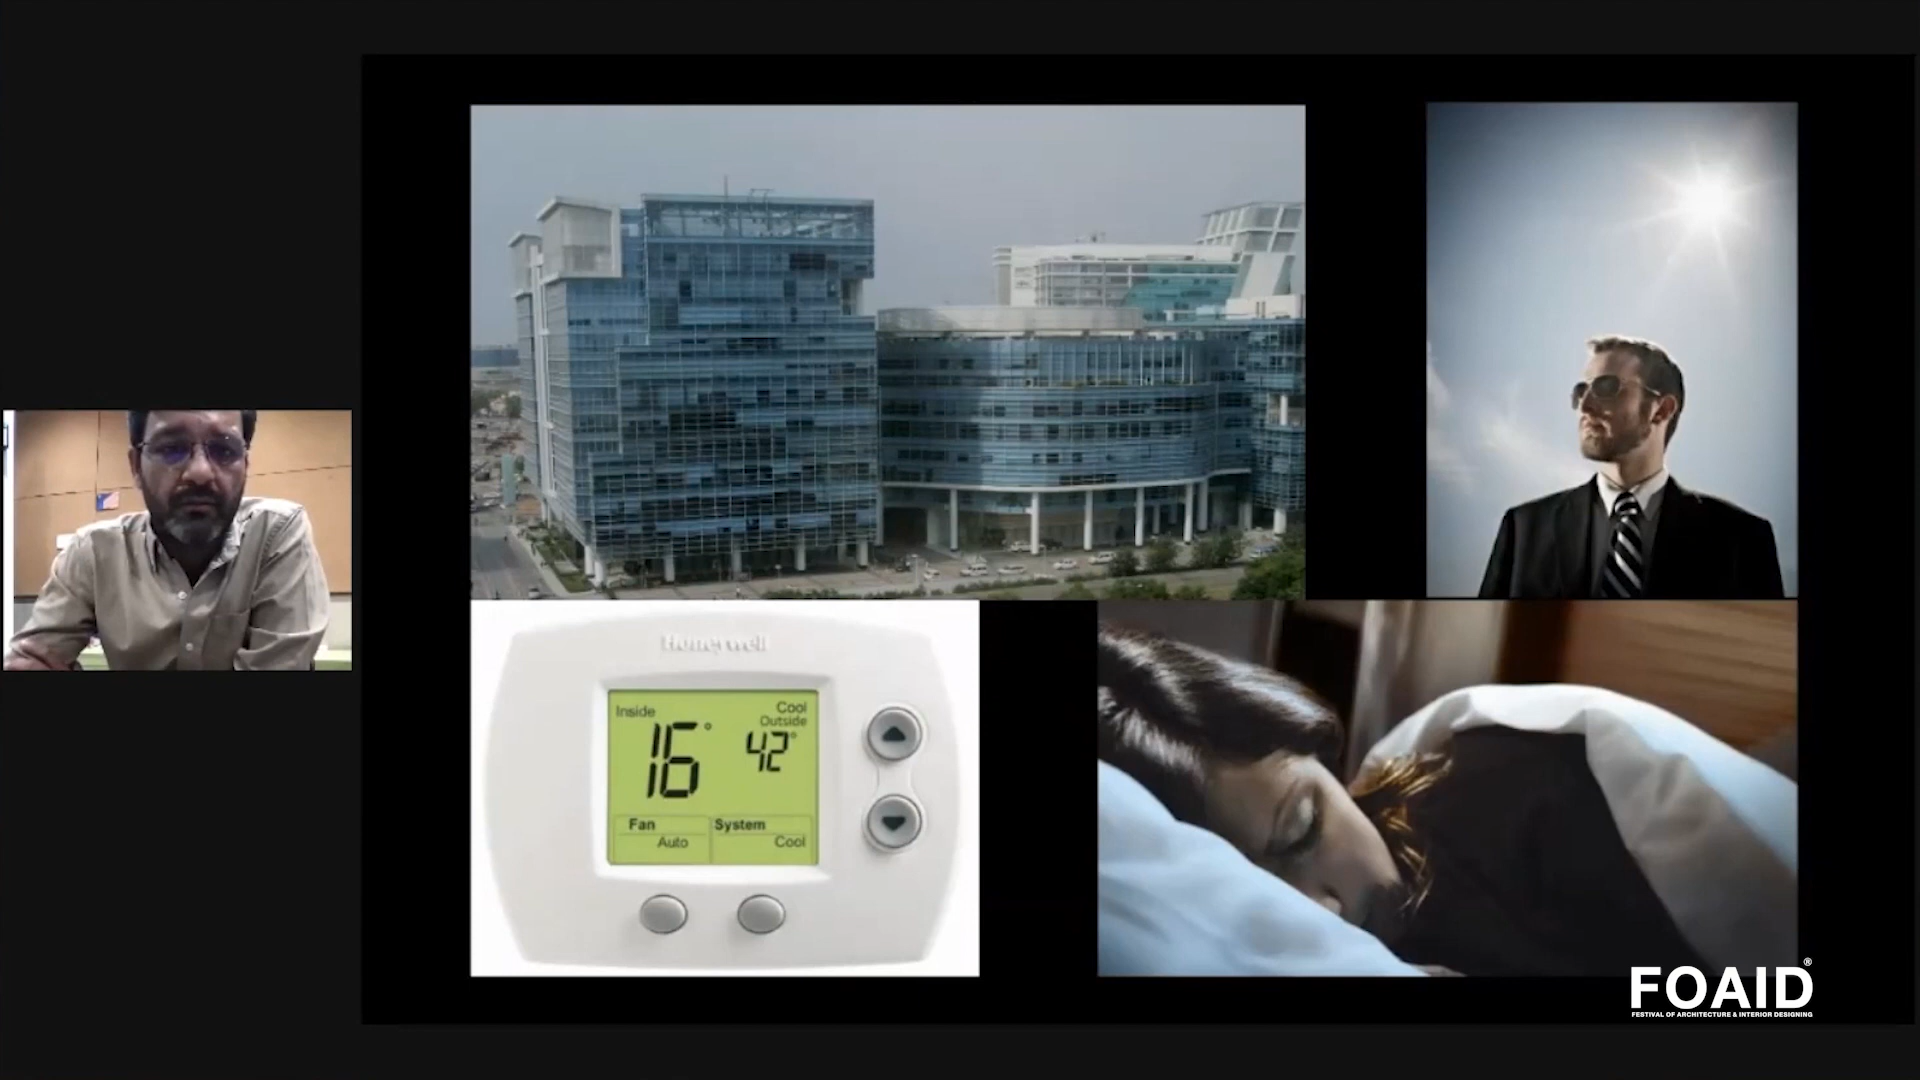 Honeywell
Inside
Cool
Outside
16°
42°
Fan
System
Auto
Cool
FOAID®
FESTIVAL OF ARCHITECTURE & INTERIOR DESIGNING